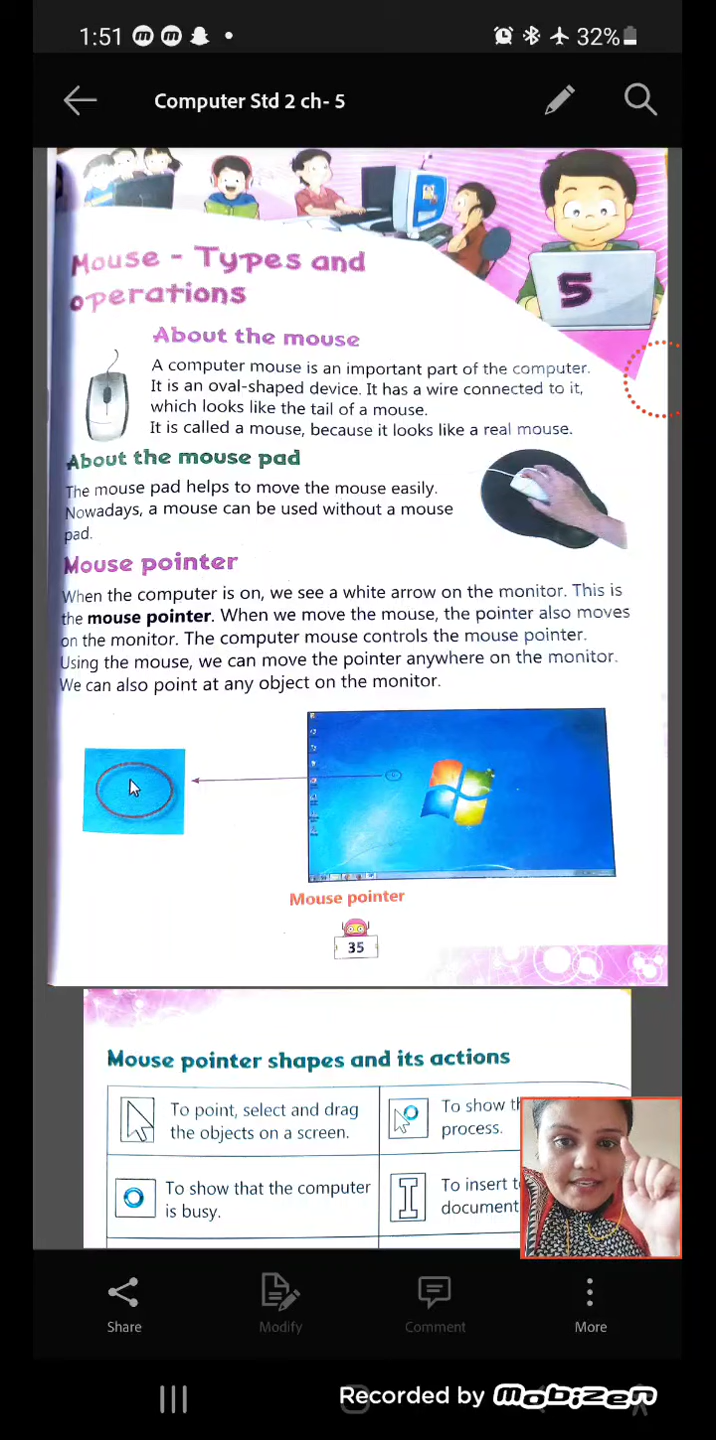 1:51
32%
Computer Std 2 ch- 5
Mouse - Types and
operations
5
About the mouse
A computer mouse is an important part of the computer.
It is an oval-shaped device. It has a wire connected to it,
which looks like the tail of a mouse.
It is called a mouse, because it looks like a real mouse.
About the mouse pad
The mouse pad helps to move the mouse easily.
Nowadays, a mouse can be used without a mouse
pad.
Mouse pointer
When the computer is on, we see a white arrow on the monitor. This is
the mouse pointer. When we move the mouse, the pointer also moves
on the monitor. The computer mouse controls the mouse pointer.
Using the mouse, we can move the pointer anywhere on the monitor.
We can also point at any object on the monitor.
Mouse pointer
35
Mouse pointer shapes and its actions
To point, select and drag
the objects on a screen.
To show
process.
To show that the computer
is busy.
To insert
document
Share
Modify
Comment
More
Recorded by mobizen